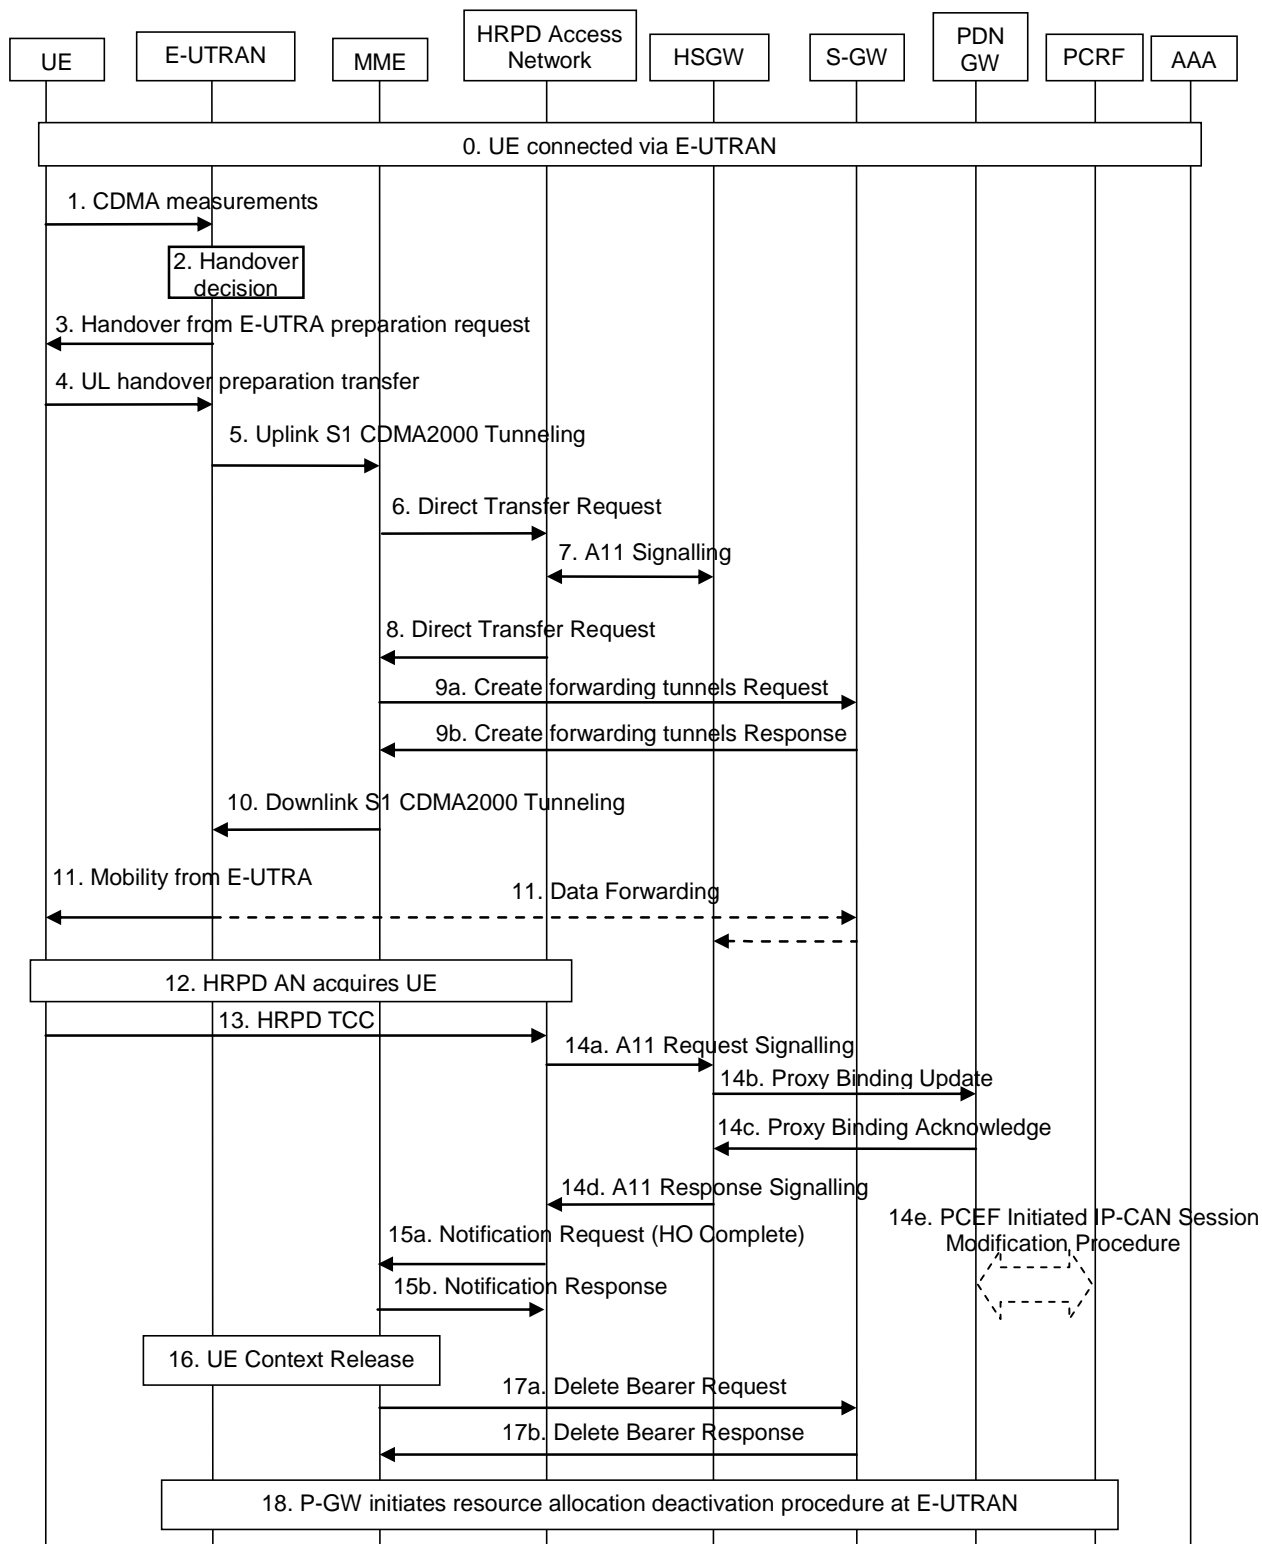 UE
E-UTRAN
MME
HRPD Access
Network
HSGW
S-GW
PDN
GW
PCRF
AAA
0. UE connected via E-UTRAN
1. CDMA measurements
2. Handover
decision
3. Handover from E-UTRA preparation request
4. UL handover preparation transfer
5. Uplink S1 CDMA2000 Tunneling
6. Direct Transfer Request
7. A11 Signalling
8. Direct Transfer Request
9a. Create forwarding tunnels Request
9b. Create forwarding tunnels Response
10. Downlink S1 CDMA2000 Tunneling
11. Mobility from E-UTRA
11. Data Forwarding
12. HRPD AN acquires UE
13. HRPD TCC
14a. A11 Request Signalling
14b. Proxy Binding Update
14c. Proxy Binding Acknowledge
14d. A11 Response Signalling
14e. PCEF Initiated IP-CAN Session
Modification Procedure
15a. Notification Request (HO Complete)
15b. Notification Response
16. UE Context Release
17a. Delete Bearer Request
17b. Delete Bearer Response
18. P-GW initiates resource allocation deactivation procedure at E-UTRAN